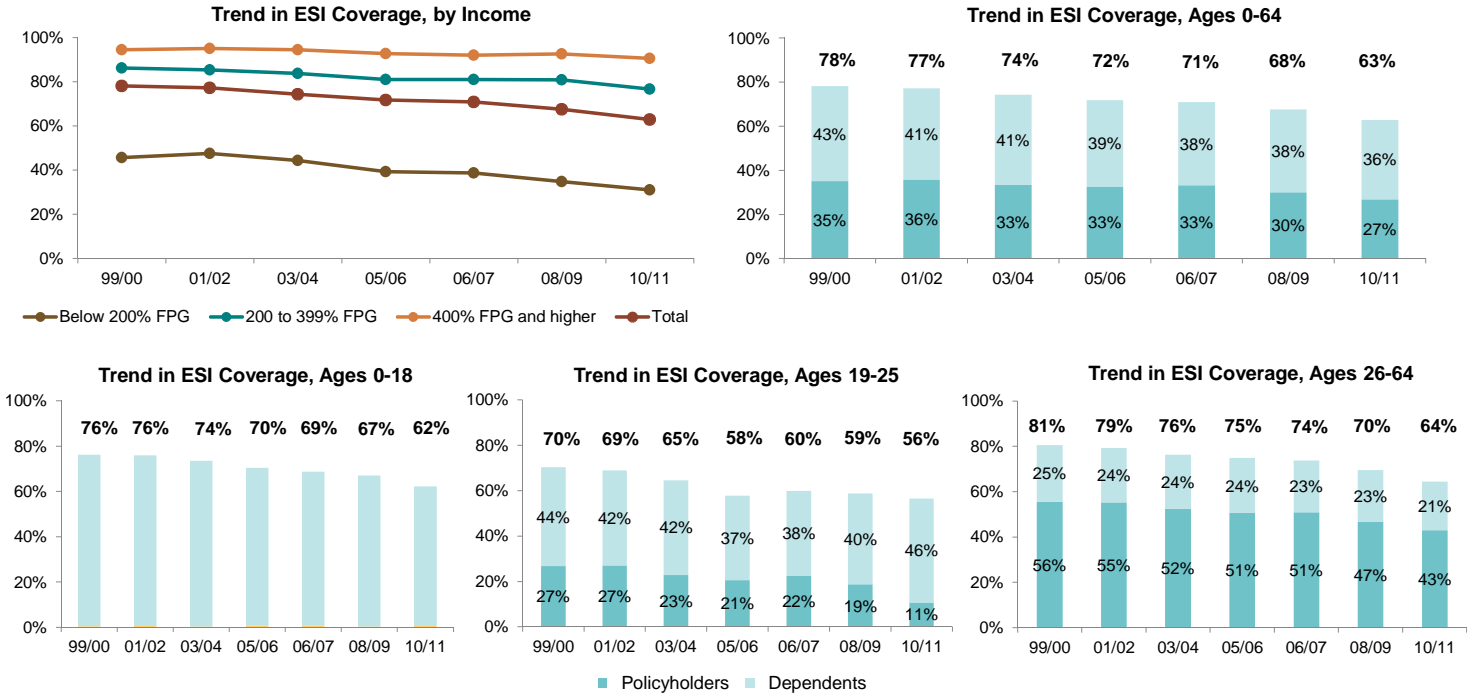 Trend in ESI Coverage, by Income
100%
80%
60%
40%
20%
0%
99/00 01/02 03/04 05/06 06/07 08/09 10/11
Below 200% FPG 200 to 399% FPG 400% FPG and higher Total
Trend in ESI Coverage, Ages 0-64
100%
78% 77% 74% 72% 71% 68% 63%
80%
60%
43% 41% 41% 39% 38% 38% 36%
40%
20%
35% 36% 33% 33% 33% 30% 27%
0%
99/00 01/02 03/04 05/06 06/07 08/09 10/11
Trend in ESI Coverage, Ages 0-18
100%
76% 76% 74% 70% 69% 67% 62%
80%
60%
40%
20%
0%
99/00 01/02 03/04 05/06 06/07 08/09 10/11
Trend in ESI Coverage, Ages 19-25
100%
70% 69% 65% 58% 60% 59% 56%
80%
60%
44% 42% 42% 37% 38% 40% 46%
40%
20%
27% 27% 23% 21% 22% 19% 11%
0%
99/00 01/02 03/04 05/06 06/07 08/09 10/11
Trend in ESI Coverage, Ages 26-64
100%
81% 79% 76% 75% 74% 70% 64%
80%
25% 24% 24% 24% 23% 23% 21%
60%
40%
56% 55% 52% 51% 51% 47% 43%
20%
0%
99/00 01/02 03/04 05/06 06/07 08/09 10/11
Policyholders Dependents